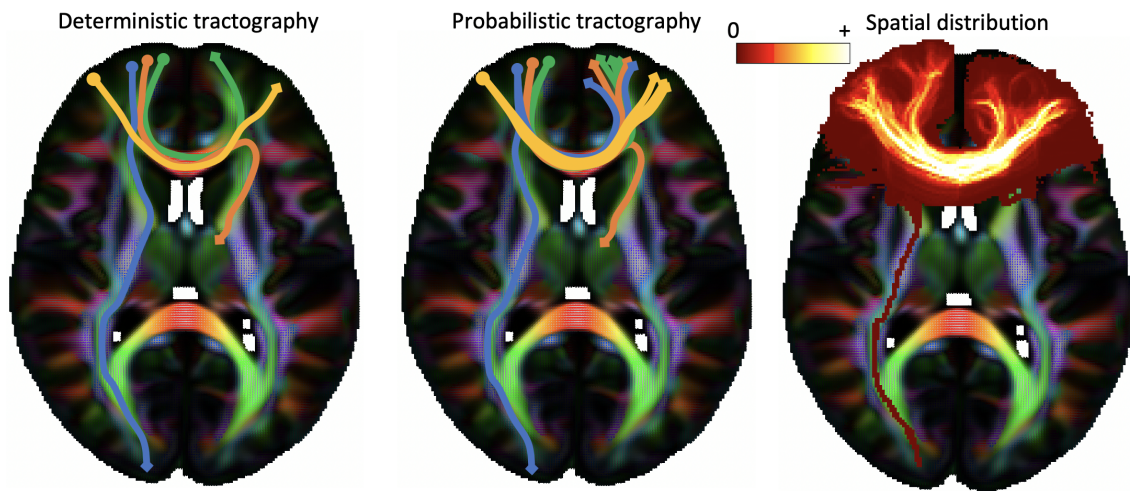 Deterministic tractography
Probabilistic tractography
Spatial distribution
0
+